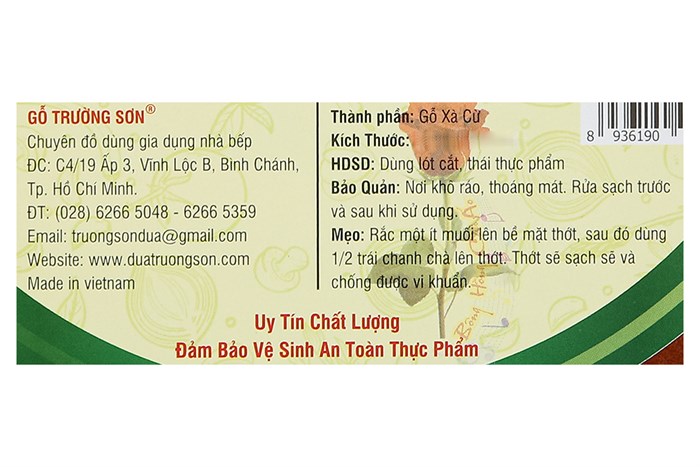 GỖ TRƯỜNG SƠN®
Chuyên đồ dùng gia dụng nhà bếp
ĐC: C4/19 Ấp 3, Vĩnh Lộc B, Bình Chánh,
Tp. Hồ Chí Minh.
ĐT: (028) 6266 5048 - 6266 5359
Email: truongsondua@gmail.com
Website: www.duatruongson.com
Made in vietnam
Thành phần: Gỗ Xà Cừ
Kích Thước:
HDSD: Dùng lót cắt, thái thực phẩm
Bảo Quản: Nơi khô ráo, thoáng mát. Rửa sạch trước
và sau khi sử dụng.
Mẹo: Rắc một ít muối lên bề mặt thớt, sau đó dùng
1/2 trái chanh chà lên thớt. Thớt sẽ sạch sẽ và
chống được vi khuẩn.
8 936190
Bông Hồng
Uy Tín Chất Lượng
Đảm Bảo Vệ Sinh An Toàn Thực Phẩm